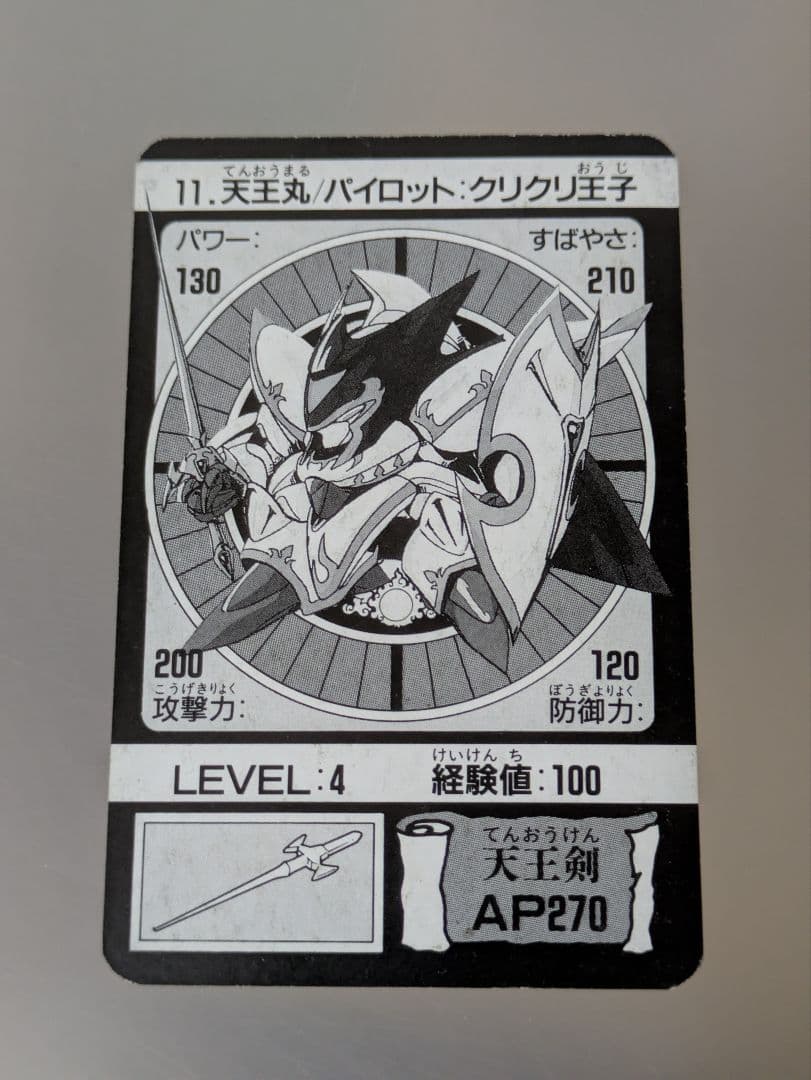 てんおうまる おうじ
11.天王丸/パイロット:クリクリ王子
パワー: すばやさ:
130 210
200 120
こうげきりょく ぼうぎょりょく
攻撃力: 防御力:
けいけんち
LEVEL:4 経験値:100
てんおうけん
天王剣
AP270